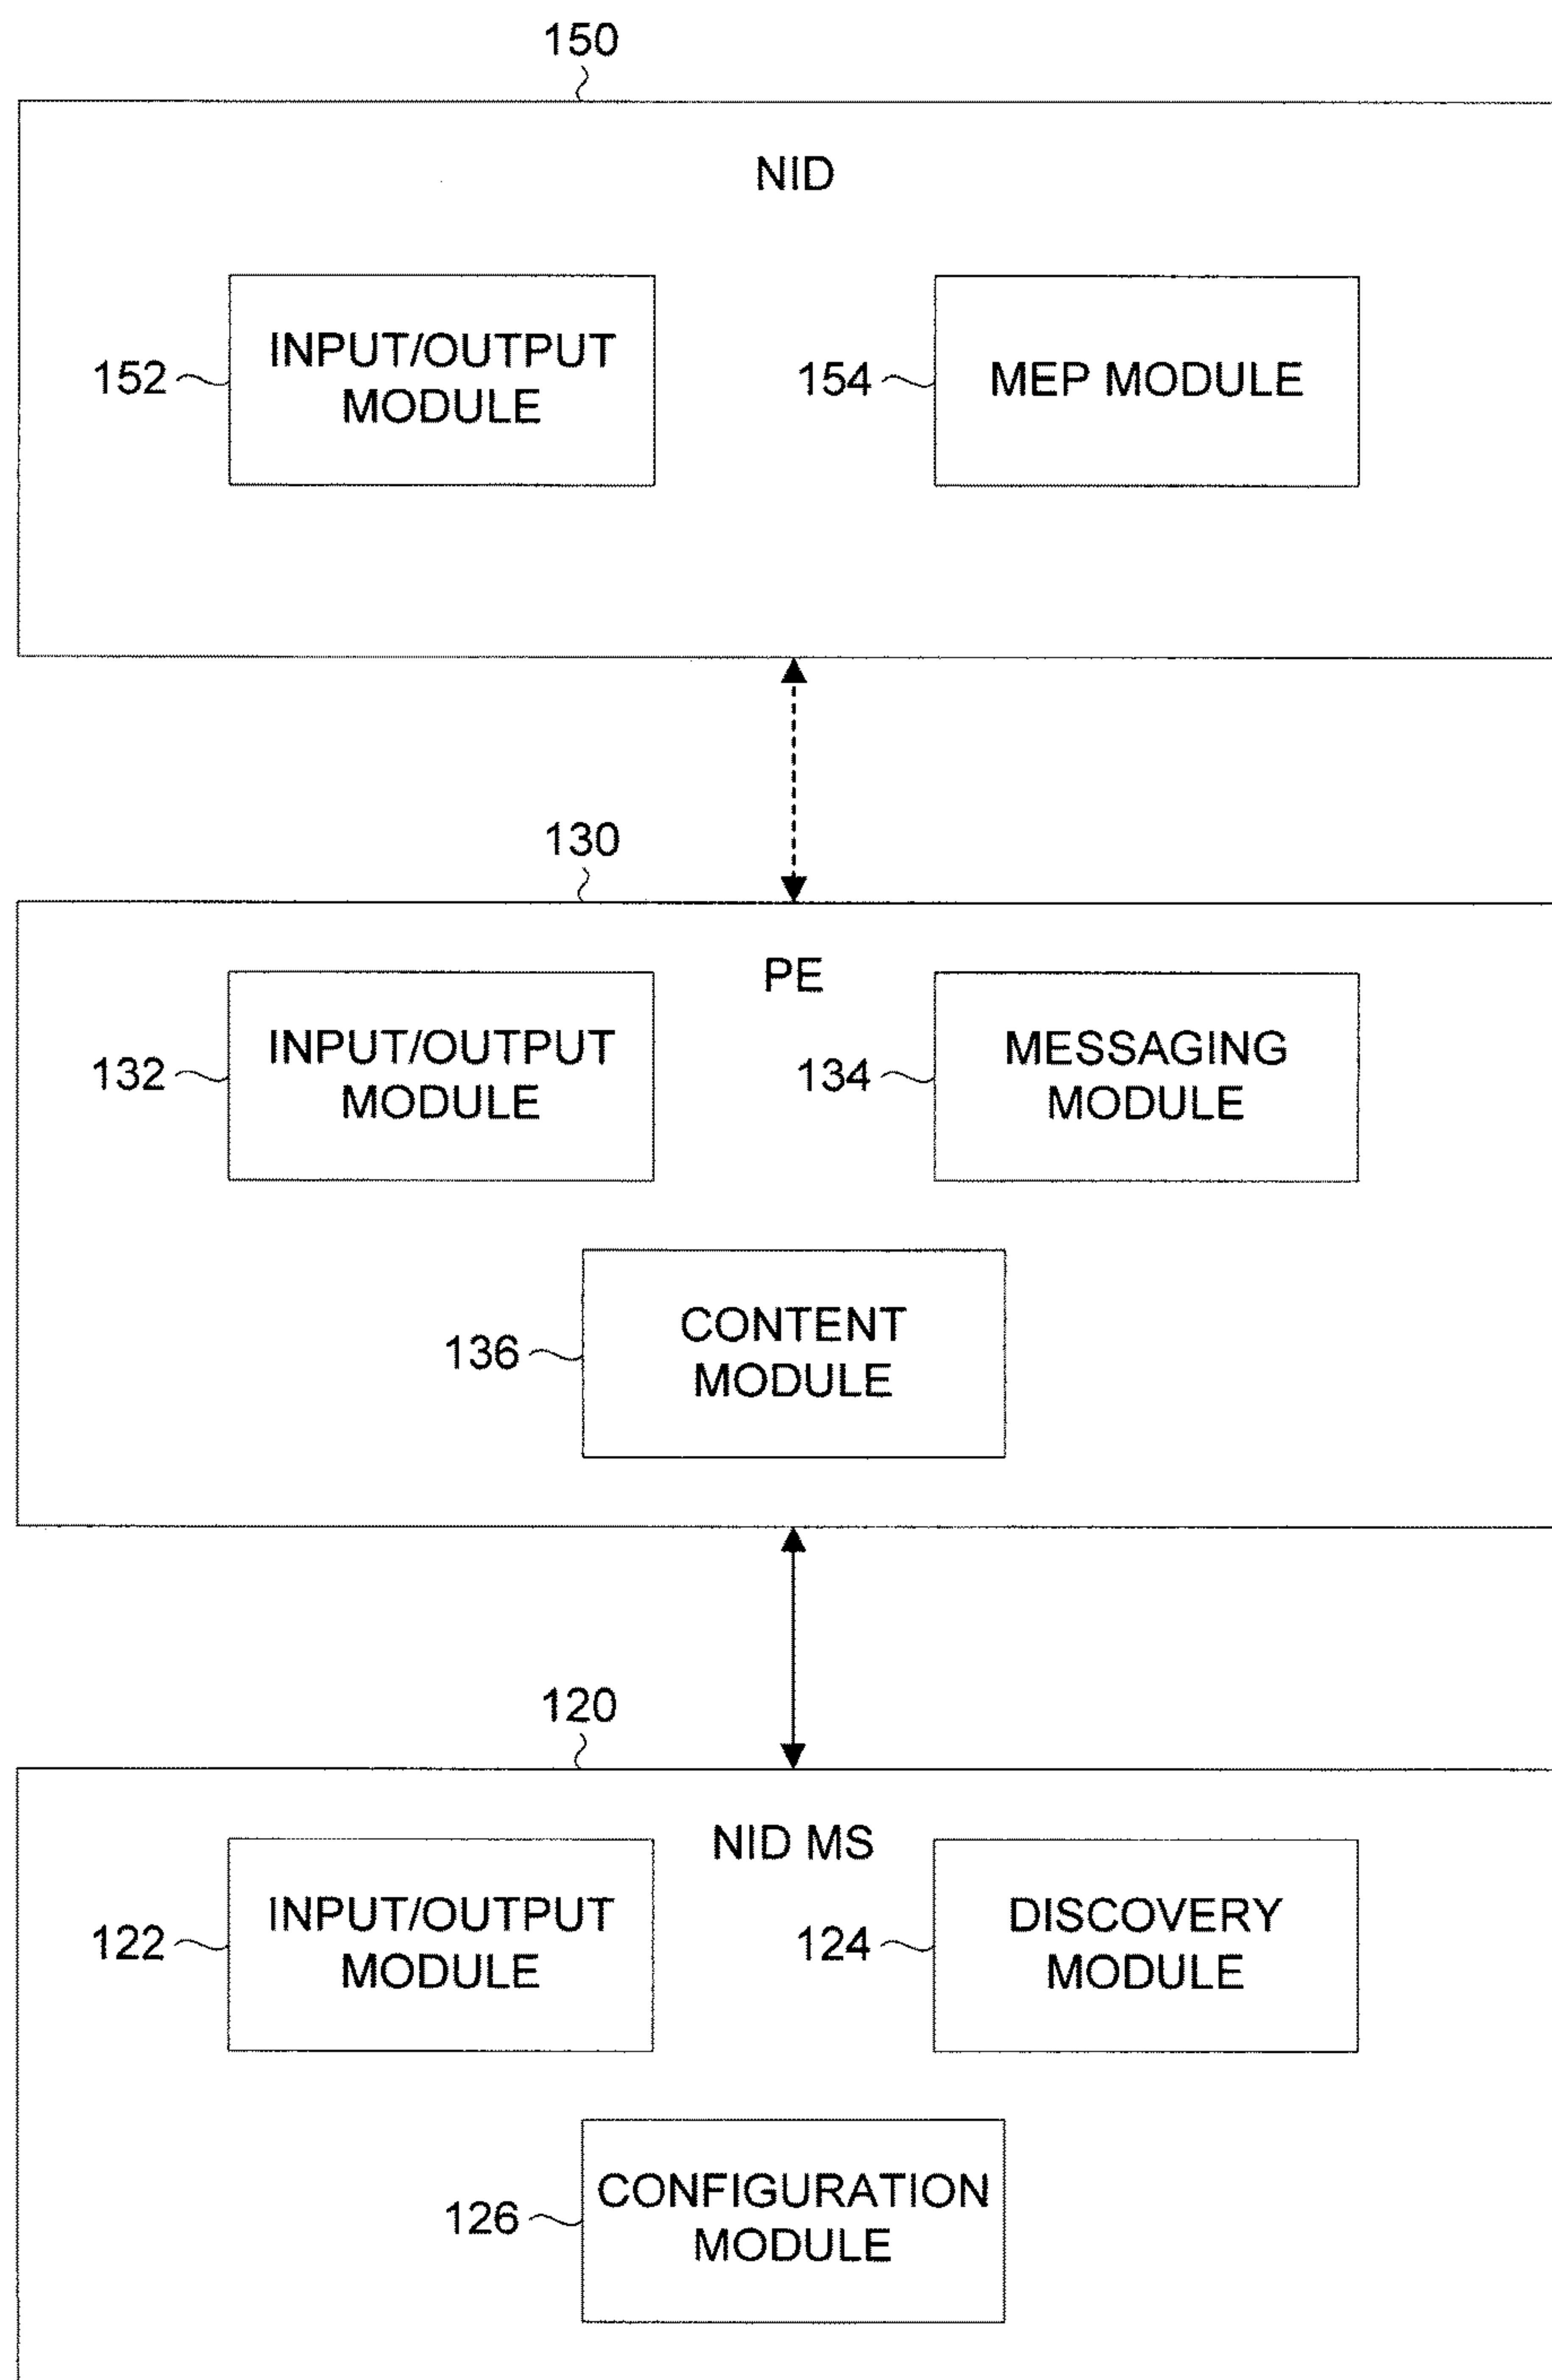 150
NID
INPUT/OUTPUT
MODULE
152
MEP MODULE
154
130
PE
INPUT/OUTPUT
MODULE
132
MESSAGING
MODULE
134
CONTENT
MODULE
136
120
NID MS
INPUT/OUTPUT
MODULE
122
DISCOVERY
MODULE
124
CONFIGURATION
MODULE
126